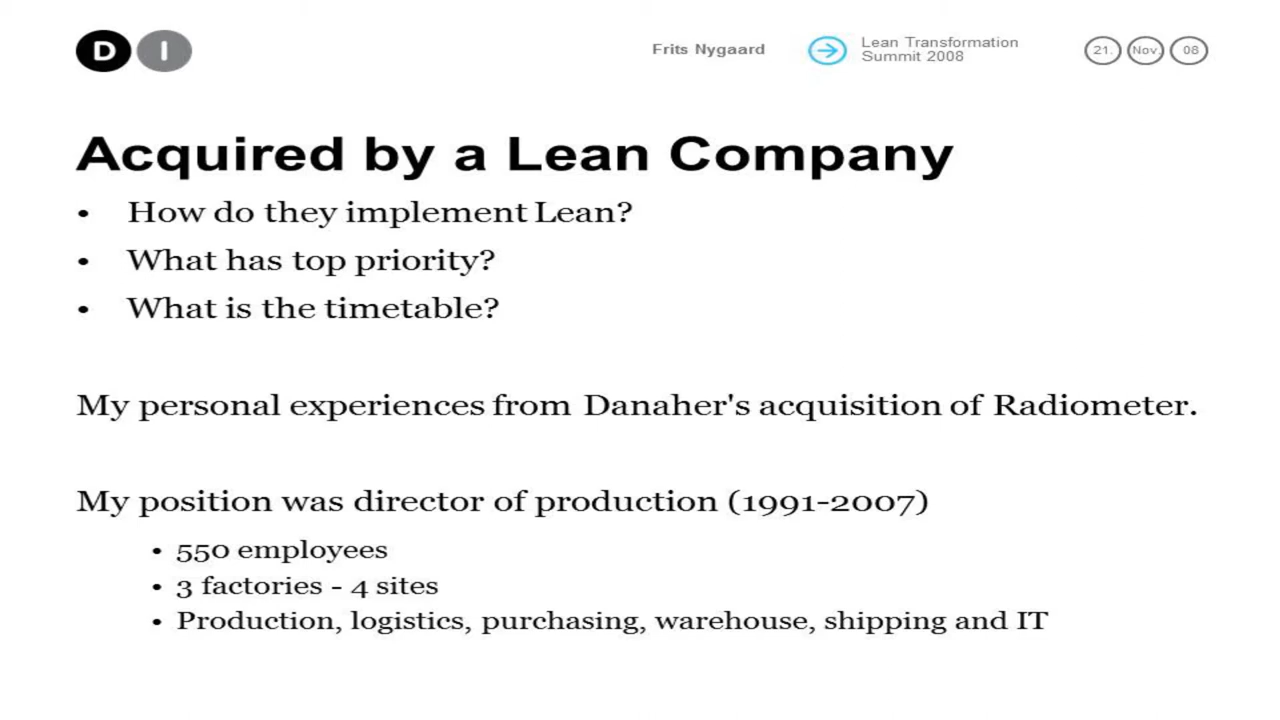 D I
Frits Nygaard
Lean Transformation
Summit 2008
21. Nov. 08
Acquired by a Lean Company
• How do they implement Lean?
• What has top priority?
• What is the timetable?
My personal experiences from Danaher's acquisition of Radiometer.
My position was director of production (1991-2007)
• 550 employees
• 3 factories - 4 sites
• Production, logistics, purchasing, warehouse, shipping and IT